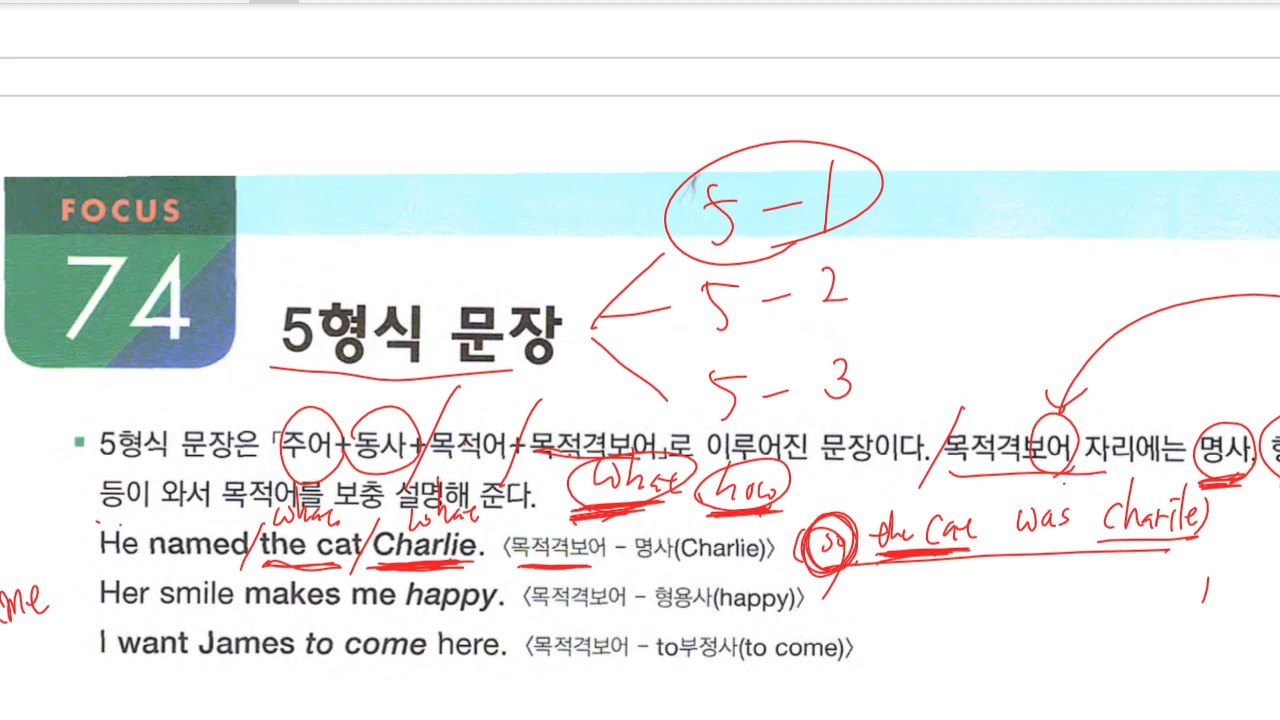 FOCUS
74
5형식 문장
5 - 1
5 - 2
5 - 3
5형식 문장은 「주어+동사+목적어+목적격보어」로 이루어진 문장이다. 목적격보어 자리에는 명사,
등이 와서 목적어를 보충 설명해 준다.
what how
what what
He named the cat Charlie. 〈목적격보어 – 명사(Charlie)〉
(so the cat was charile)
Her smile makes me happy. 〈목적격보어 – 형용사(happy)〉
I want James to come here. 〈목적격보어 – to부정사(to come)〉